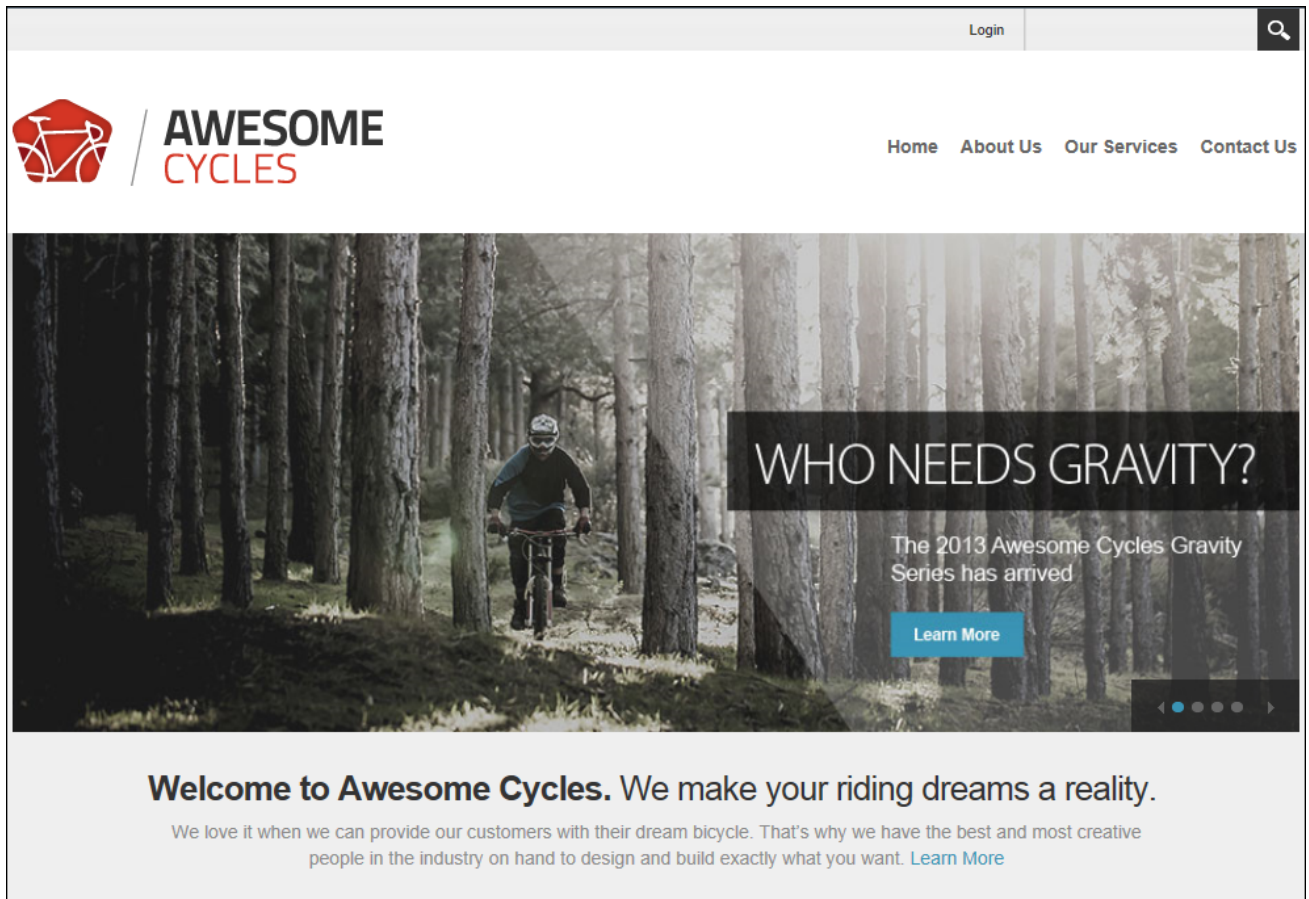 Login
AWESOME
CYCLES
Home About Us Our Services Contact Us
WHO NEEDS GRAVITY?
The 2013 Awesome Cycles Gravity
Series has arrived
Learn More
Welcome to Awesome Cycles. We make your riding dreams a reality.
We love it when we can provide our customers with their dream bicycle. That's why we have the best and most creative
people in the industry on hand to design and build exactly what you want. Learn More